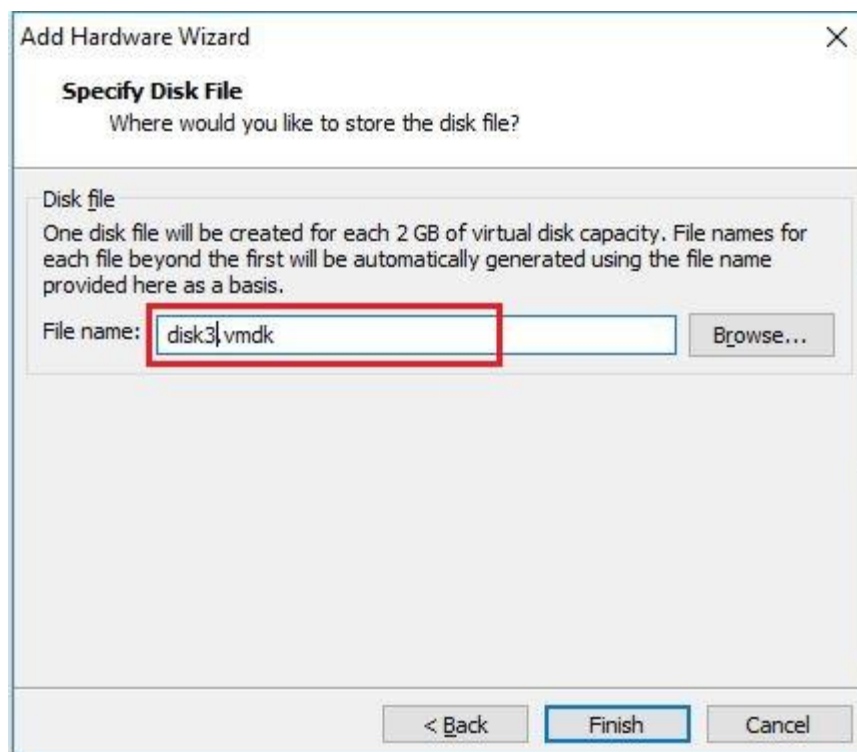 Add Hardware Wizard
Specify Disk File
Where would you like to store the disk file?
Disk file
One disk file will be created for each 2 GB of virtual disk capacity. File names for
each file beyond the first will be automatically generated using the file name
provided here as a basis.
File name: disk3.vmdk Browse...
< Back Finish Cancel